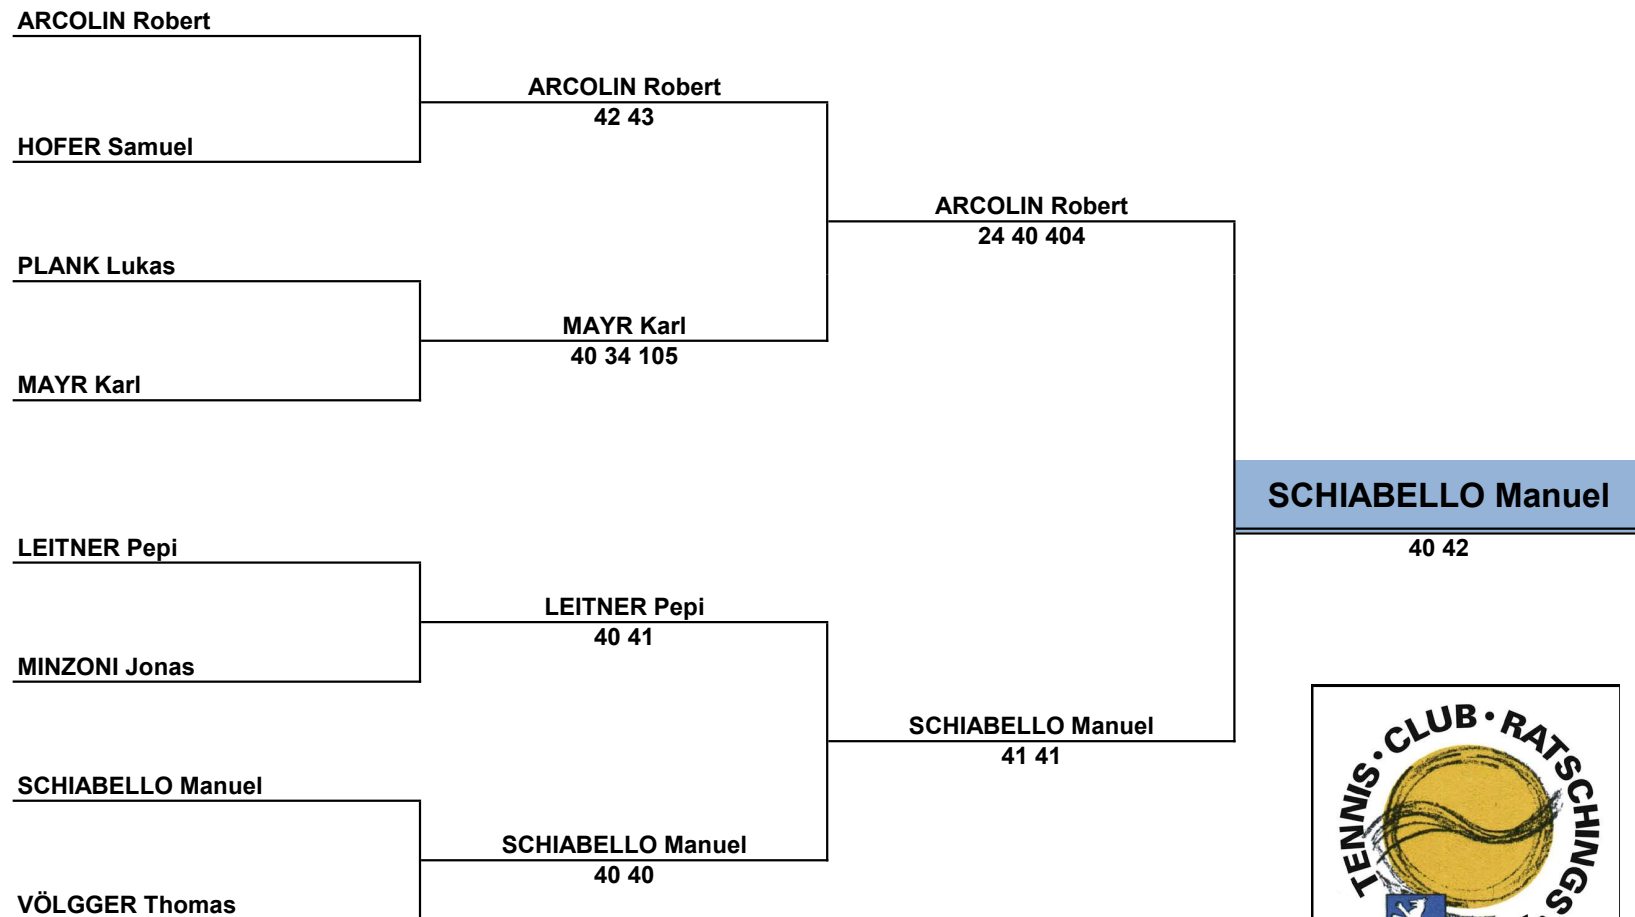 ARCOLIN Robert
ARCOLIN Robert
42 43
HOFER Samuel
ARCOLIN Robert
24 40 404
PLANK Lukas
MAYR Karl
40 34 105
MAYR Karl
SCHIABELLO Manuel
40 42
LEITNER Pepi
LEITNER Pepi
40 41
MINZONI Jonas
SCHIABELLO Manuel
41 41
SCHIABELLO Manuel
SCHIABELLO Manuel
40 40
VÖLGGER Thomas
TENNIS·CLUB·RATSCHINGS